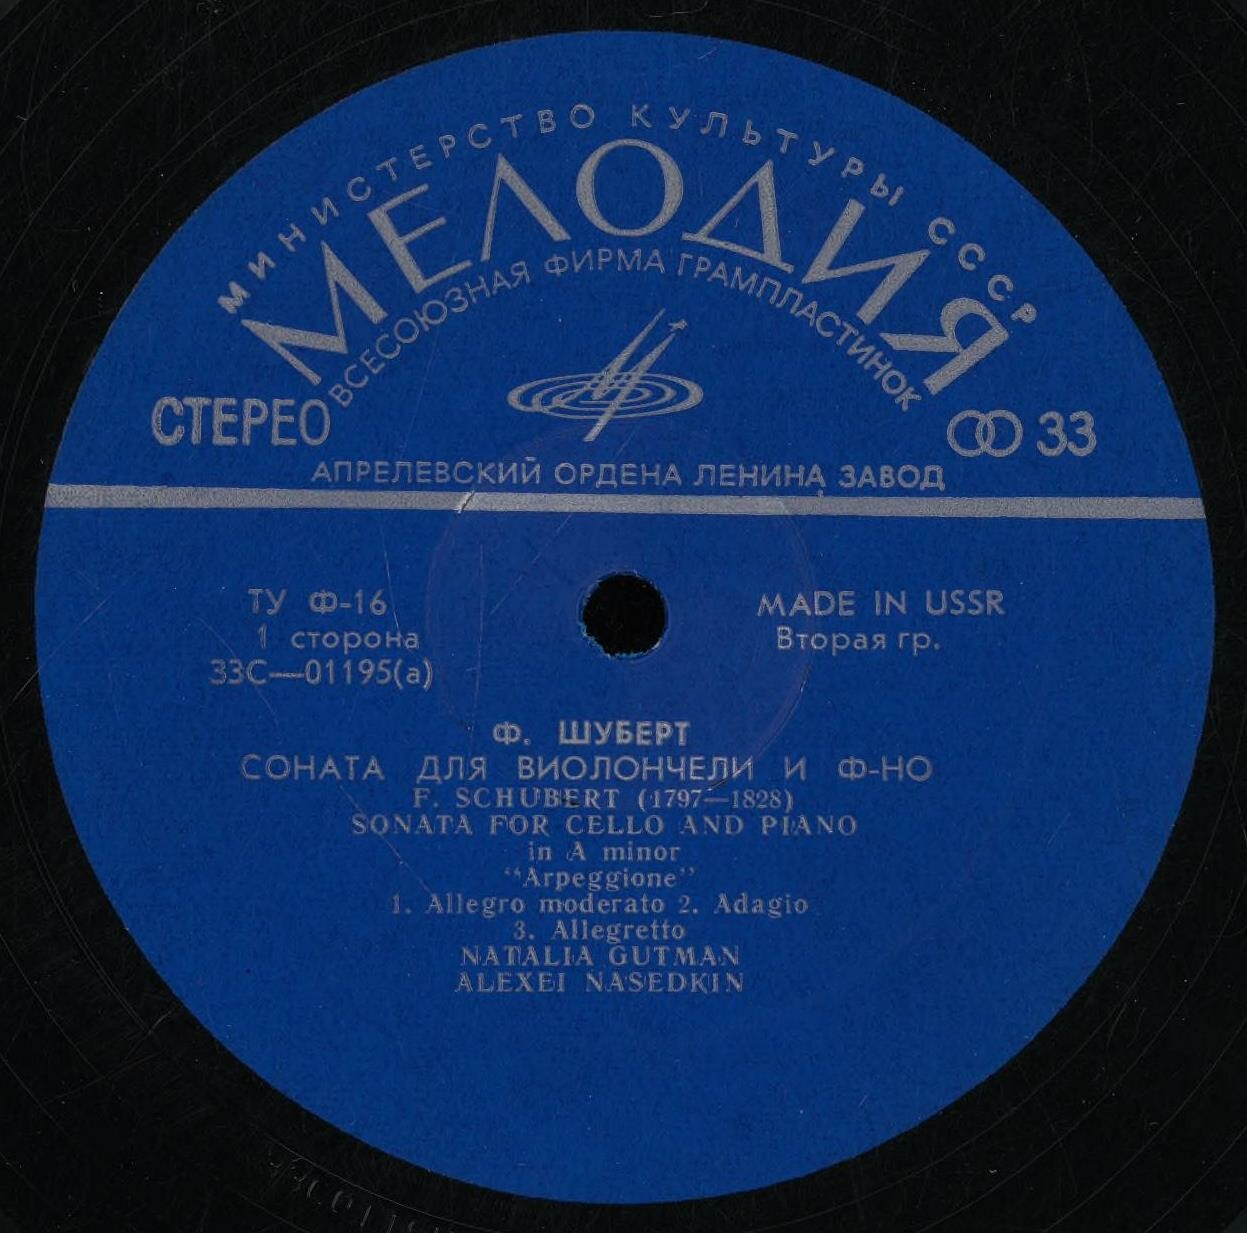 МИНИСТЕРСТВО КУЛЬТУРЫ СССР
МЕЛОДИЯ
ВСЕСОЮЗНАЯ ФИРМА ГРАМПЛАСТИНОК
СТЕРЕО
33
АПРЕЛЕВСКИЙ ОРДЕНА ЛЕНИНА ЗАВОД
ТУ Ф-16
1 сторона
33С—01195(а)
MADE IN USSR
Вторая гр.
Ф. ШУБЕРТ
СОНАТА ДЛЯ ВИОЛОНЧЕЛИ И Ф-НО
F. SCHUBERT (1797—1828)
SONATA FOR CELLO AND PIANO
in A minor
“Arpeggione”
1. Allegro moderato 2. Adagio
3. Allegretto
NATALIA GUTMAN
ALEXEI NASEDKIN